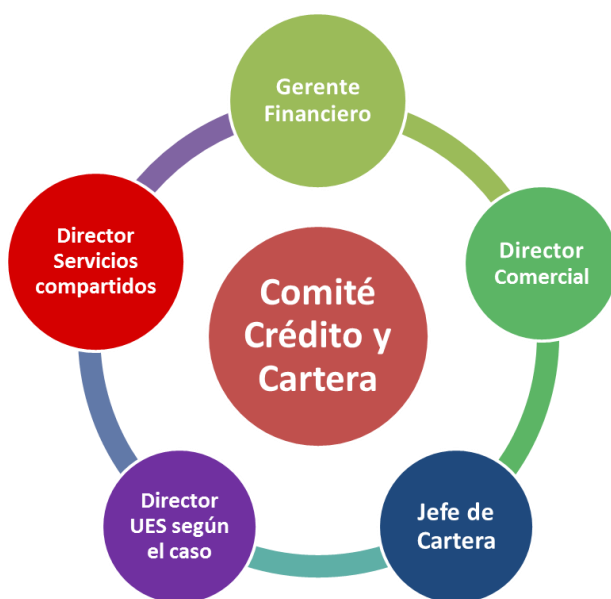 Gerente
Financiero
Director
Comercial
Jefe de
Cartera
Director
UES según
el caso
Director
Servicios
compartidos
Comité
Crédito y
Cartera